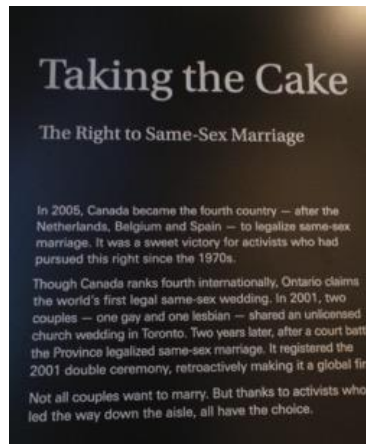 Taking the Cake
The Right to Same-Sex Marriage
In 2005, Canada became the fourth country — after the
Netherlands, Belgium and Spain — to legalize same-sex
marriage. It was a sweet victory for activists who had
pursued this right since the 1970s.
Though Canada ranks fourth internationally, Ontario claims
the world's first legal same-sex wedding. In 2001, two
couples — one gay and one lesbian — shared an unlicensed
church wedding in Toronto. Two years later, after a court batt
the Province legalized same-sex marriage. It registered the
2001 double ceremony, retroactively making it a global fir
Not all couples want to marry. But thanks to activists who
led the way down the aisle, all have the choice.